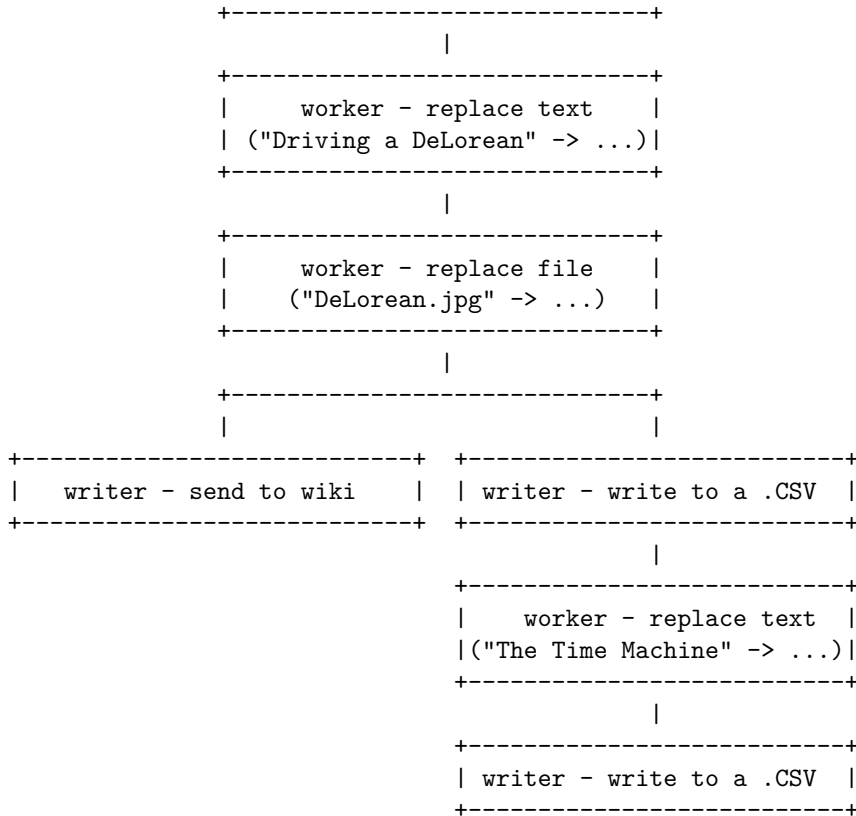 worker - replace text
("Driving a DeLorean" -> ...)
worker - replace file
("DeLorean.jpg" -> ...)
writer - send to wiki
writer - write to a .CSV
worker - replace text
("The Time Machine" -> ...)
writer - write to a .CSV